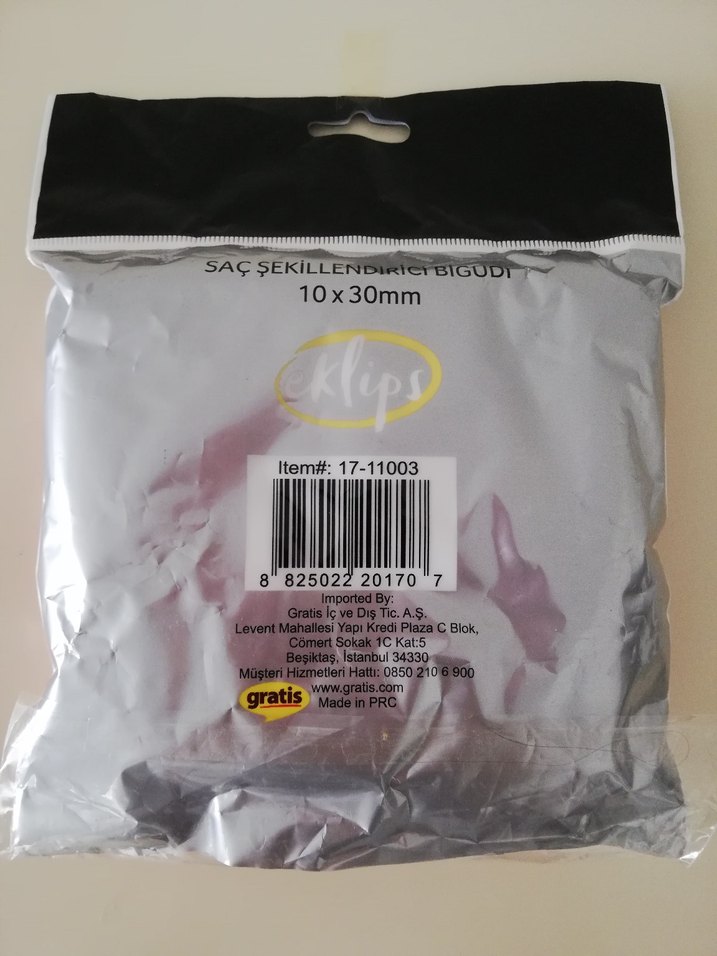 SAÇ ŞEKİLLENDİRİCİ BİGUDİ
10 x 30mm
eklips
Item#: 17-11003
8 825022 20170 7
Imported By:
Gratis İç ve Dış Tic. A.Ş.
Levent Mahallesi Yapı Kredi Plaza C Blok,
Cömert Sokak 1C Kat:5
Beşiktaş, İstanbul 34330
Müşteri Hizmetleri Hattı: 0850 210 6 900
www.gratis.com
gratis
Made in PRC